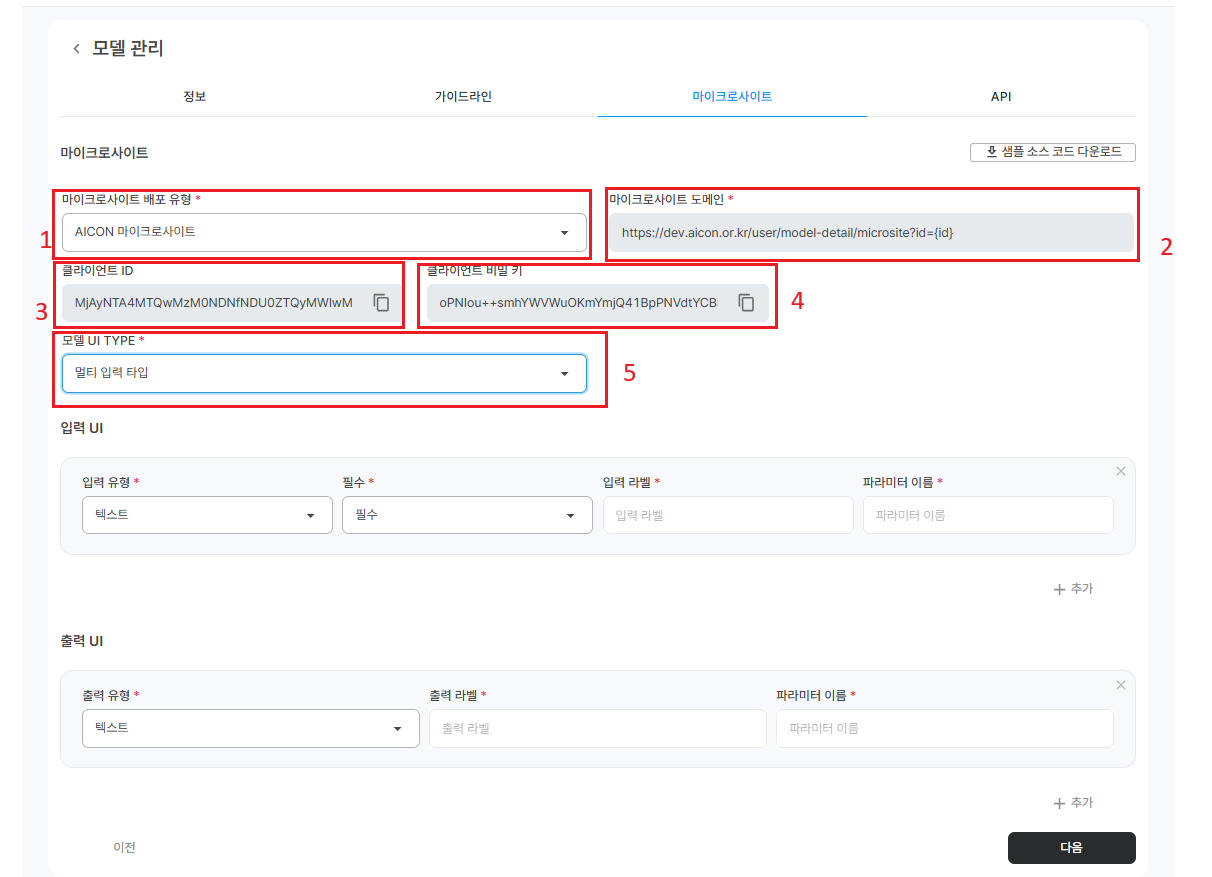 모델 관리
정보 가이드라인 마이크로사이트 API
마이크로사이트 샘플 소스 코드 다운로드
마이크로사이트 배포 유형 * 마이크로사이트 도메인 *
1 AICON 마이크로사이트 https://dev.aicon.or.kr/user/model-detail/microsite?id={id} 2
클라이언트 ID 클라이언트 비밀 키
3 MjAyNTA4MTQwMzM0NDNfNDU0ZTQyMWIwM oPNIou++smhYWVWuOKmYmjQ41BpPNVdtYCB 4
모델 UI TYPE *
멀티 입력 타입 5
입력 UI
입력 유형 * 필수 * 입력 라벨 * 파라미터 이름 *
텍스트 필수 입력 라벨 파라미터 이름
+ 추가
출력 UI
출력 유형 * 출력 라벨 * 파라미터 이름 *
텍스트 출력 라벨 파라미터 이름
+ 추가
이전 다음